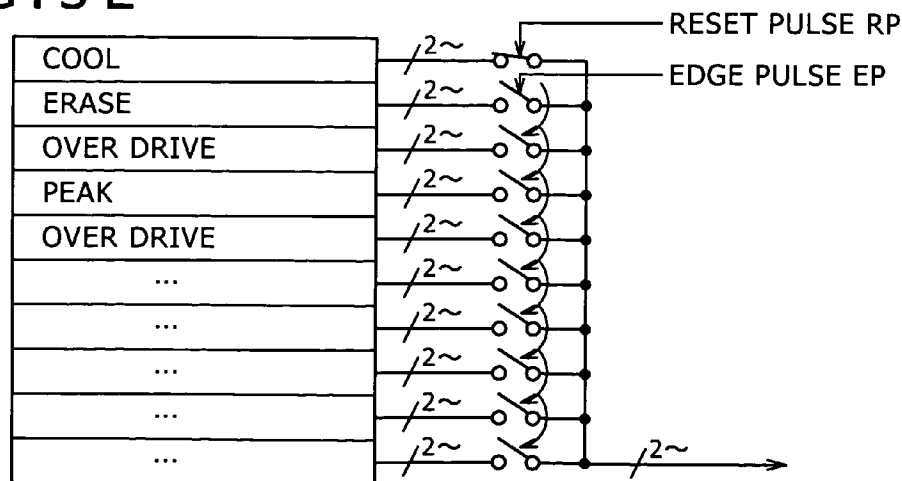 RESET PULSE RP
COOL 2~
EDGE PULSE EP
ERASE 2~
OVER DRIVE 2~
PEAK 2~
OVER DRIVE 2~
... 2~
... 2~
... 2~
... 2~
... 2~ 2~